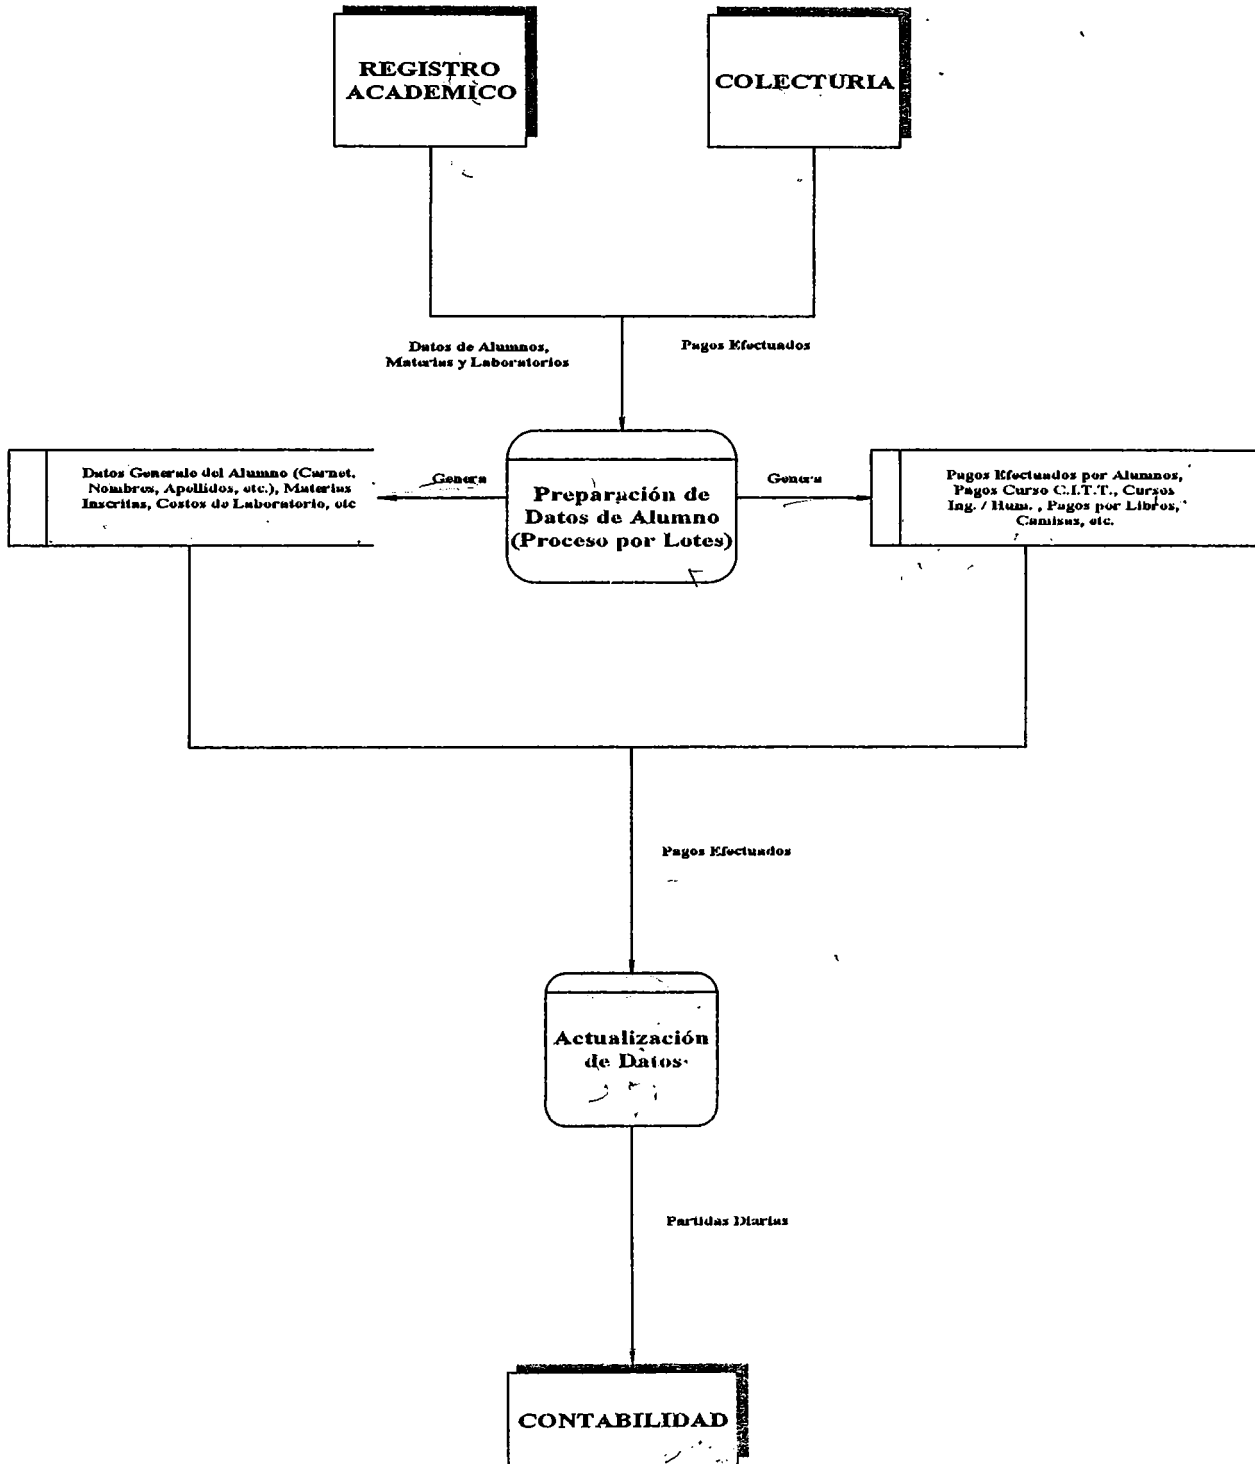 REGISTRO
ACADEMICO
COLECTURIA
Datos de Alumnos,
Materias y Laboratorios
Pagos Efectuados
Datos Generale del Alumno (Carnet,
Nombres, Apellidos, etc.), Materias
Inscritas, Costos de Laboratorio, etc
Genera
Preparación de
Datos de Alumno
(Proceso por Lotes)
Genera
Pagos Efectuados por Alumnos,
Pagos Curso C.I.T.T., Cursos
Ing. / Hum. , Pagos por Libros,
Camisas, etc.
Pagos Efectuados
Actualización
de Datos
Partidas Diarias
CONTABILIDAD